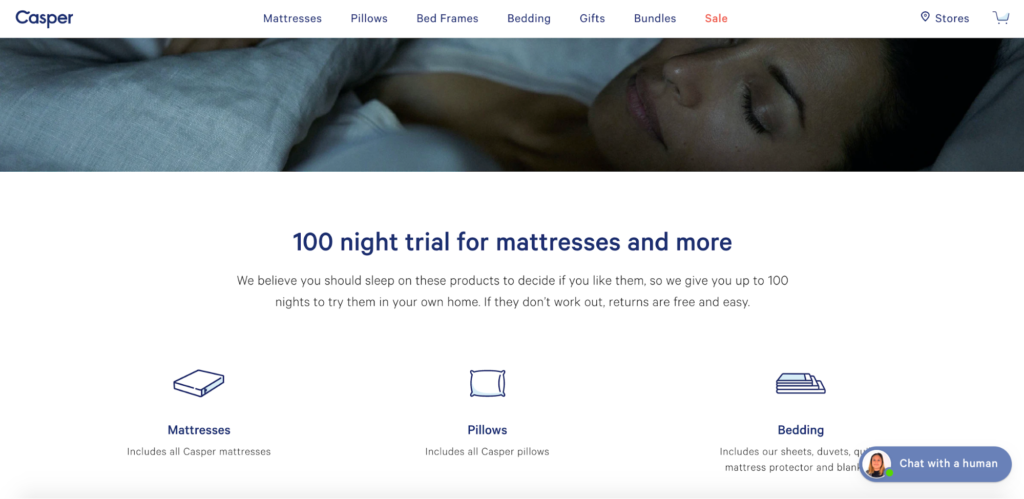 Casper
Mattresses Pillows Bed Frames Bedding Gifts Bundles Sale Stores
100 night trial for mattresses and more
We believe you should sleep on these products to decide if you like them, so we give you up to 100
nights to try them in your own home. If they don't work out, returns are free and easy.
Mattresses
Includes all Casper mattresses
Pillows
Includes all Casper pillows
Bedding
Includes our sheets, duvets,
mattress protector and
Chat with a human